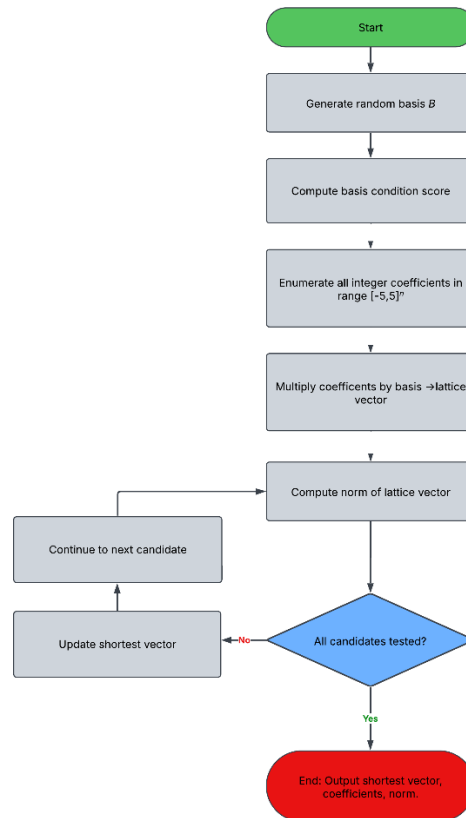 Start
Generate random basis B
Compute basis condition score
Enumerate all integer coefficients in
range [-5,5]ⁿ
Multiply coefficents by basis →lattice
vector
Compute norm of lattice vector
Continue to next candidate
Update shortest vector
No
All candidates tested?
Yes
End: Output shortest vector,
coefficients, norm.